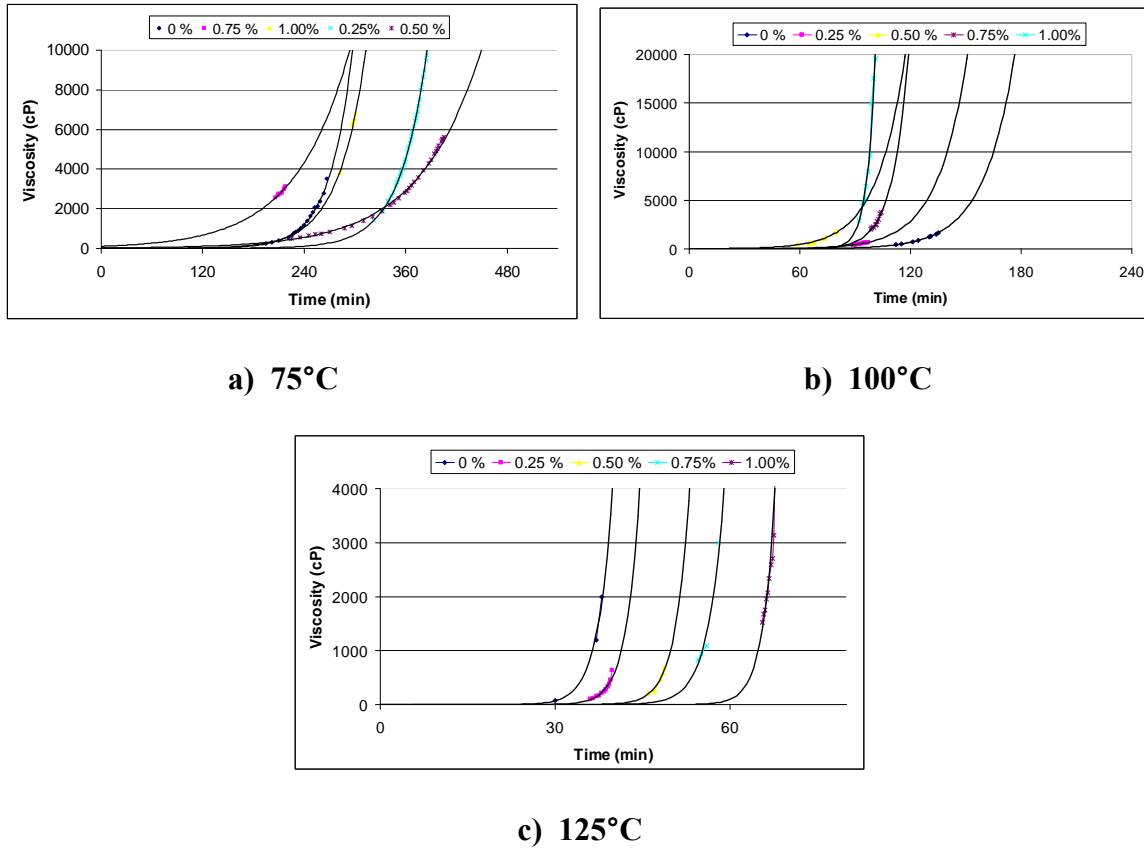 0 % 0.75 % 1.00% 0.25% 0.50 %
10000
8000
6000
4000
2000
0
Viscosity (cP)
0 120 240 360 480
Time (min)
a) 75°C
0 % 0.25 % 0.50 % 0.75% 1.00%
20000
15000
10000
5000
0
Viscosity (cP)
0 60 120 180 240
Time (min)
b) 100°C
0 % 0.25 % 0.50 % 0.75% 1.00%
4000
3000
2000
1000
0
Viscosity (cP)
0 30 60
Time (min)
c) 125°C